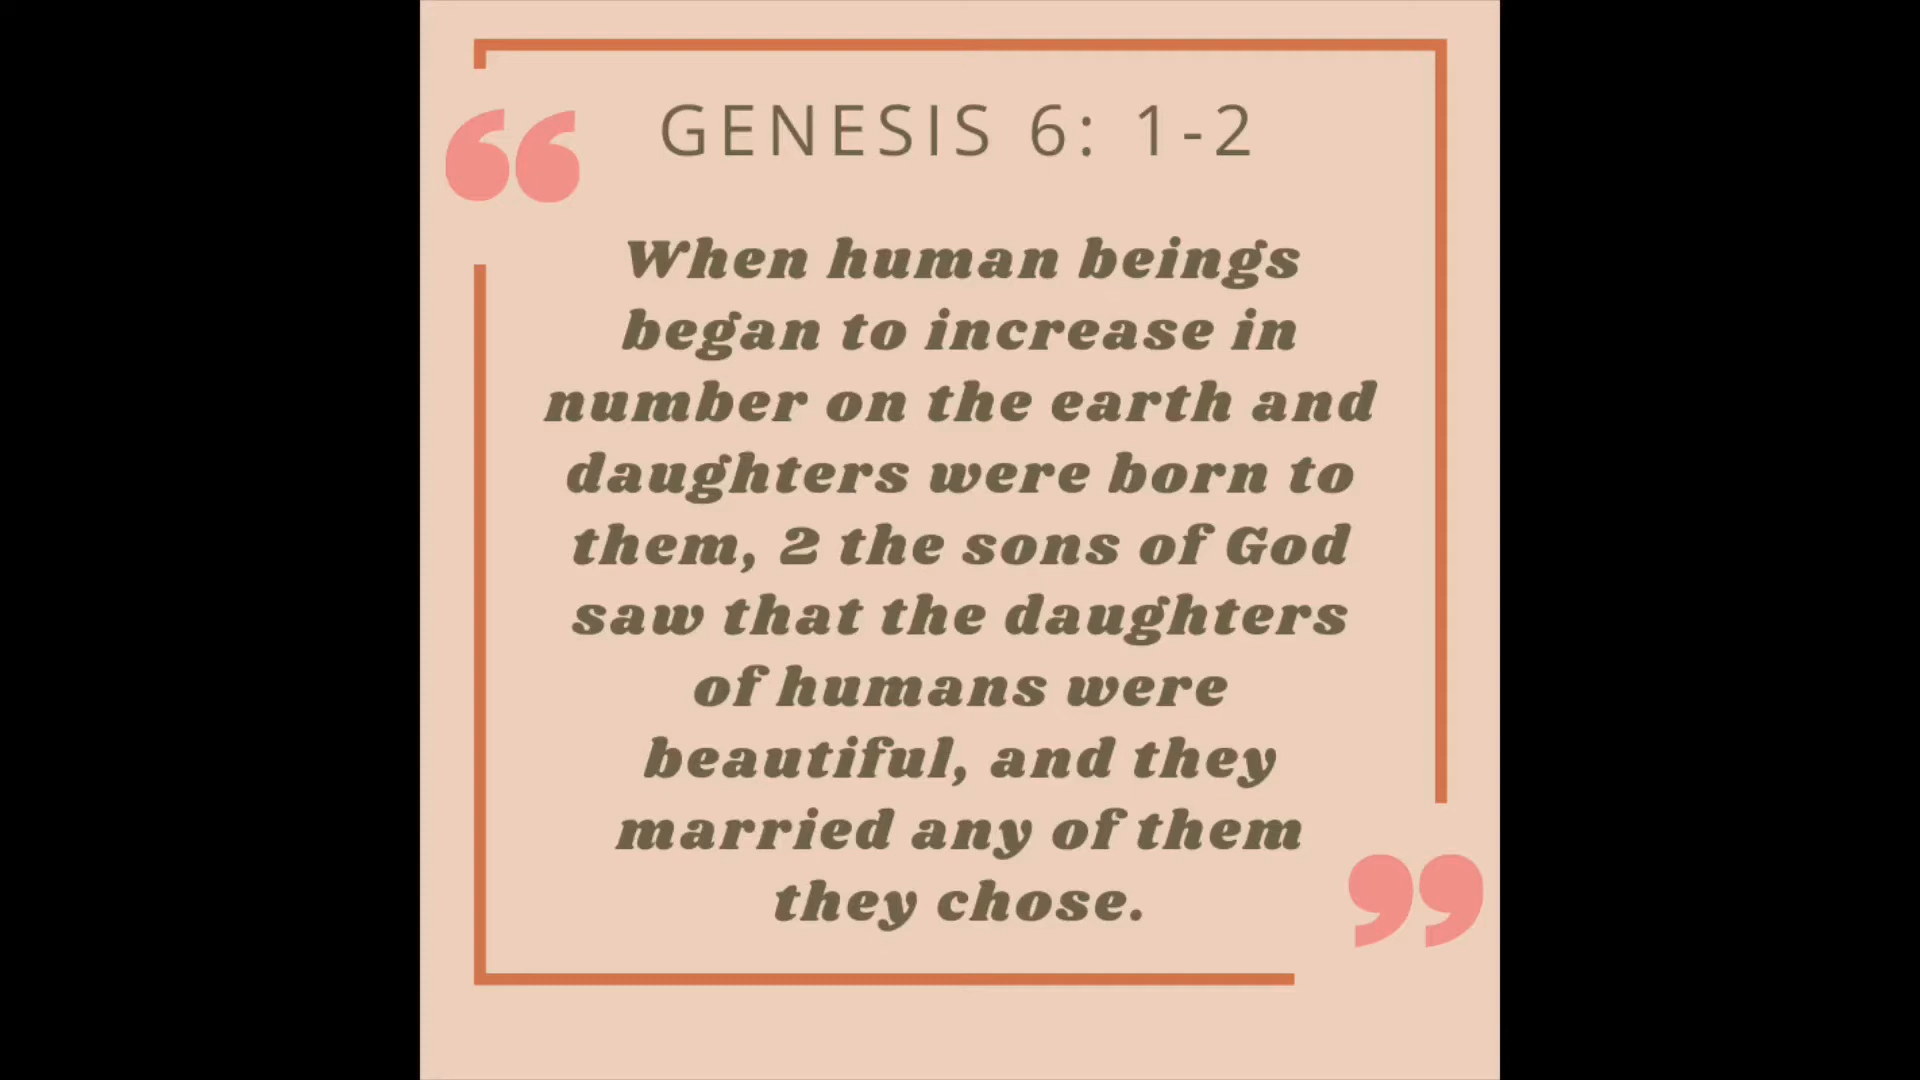 GENESIS 6: 1-2
When human beings
began to increase in
number on the earth and
daughters were born to
them, 2 the sons of God
saw that the daughters
of humans were
beautiful, and they
married any of them
they chose.